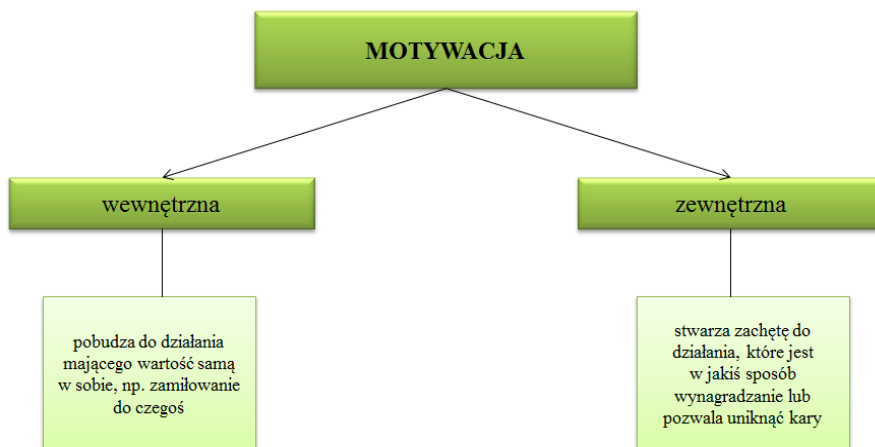 MOTYWACJA
wewnętrzna
zewnętrzna
pobudza do działania
mającego wartość samą
w sobie, np. zamiłowanie
do czegoś
stwarza zachętę do
działania, które jest
w jakiś sposób
wynagradzanie lub
pozwala uniknąć kary